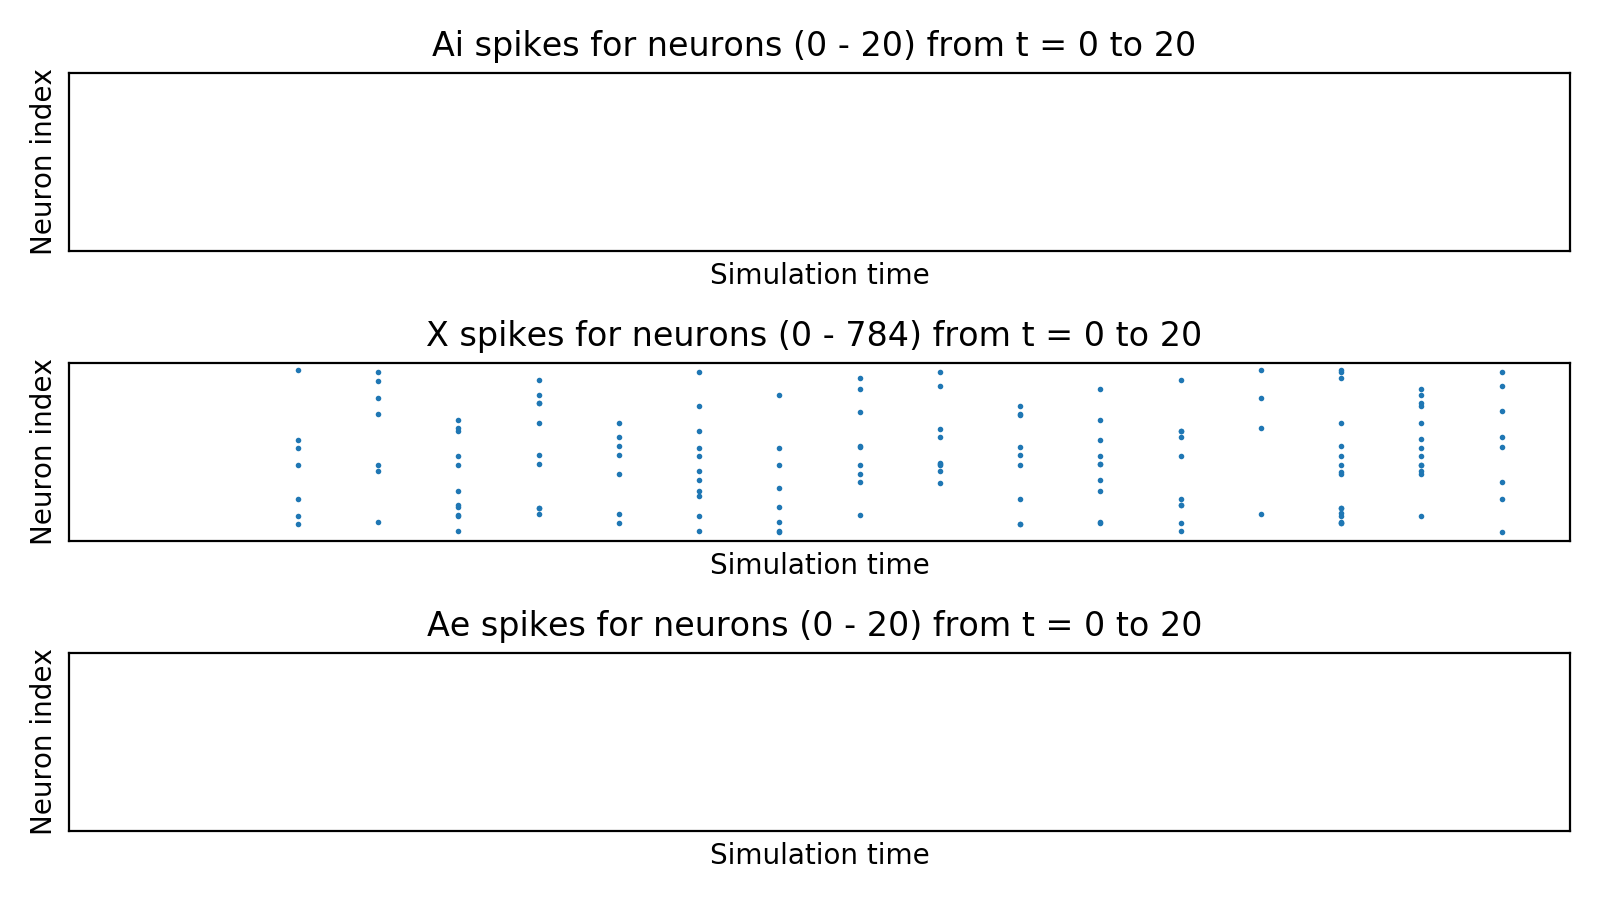 Ai spikes for neurons (0 - 20) from t = 0 to 20
Neuron index
Simulation time
X spikes for neurons (0 - 784) from t = 0 to 20
Neuron index
Simulation time
Ae spikes for neurons (0 - 20) from t = 0 to 20
Neuron index
Simulation time